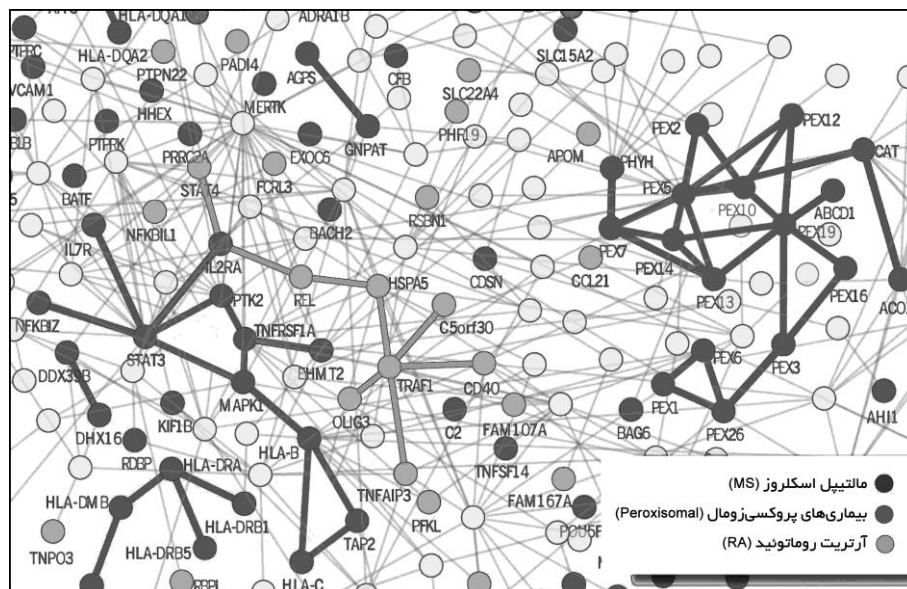 ADRA1B
HLA-DQA2
PTPN22
PADI4
AGPS
CFB
SLC15A2
VCAM1
HHEX
MERTK
SLC22A4
PEX2
PEX12
PTPRK
PRRC2A
EXOC6
GNPAT
PHF19
APOM
PHYH
CAT
BATF
STAT4
FCRL3
PEX5
PEX10
ABCD1
NFKBIL1
BACH2
RSBN1
PEX19
IL7R
IL2RA
CDSN
CCL21
PEX7
PEX14
PEX13
PEX16
REL
HSPA5
NFKBIZ
PTK2
TNFRSF1A
C5orf30
STAT3
EHMT2
TRAF1
CD40
PEX6
PEX3
DDX39B
MAPK1
OLIG3
PEX1
AHI1
DHX16
KIF1B
C2
FAM107A
BAG6
PEX26
RDBP
HLA-DRA
HLA-B
TNFSF14
HLA-DMB
HLA-DRB1
TNFAIP3
FAM167A
TNPO3
HLA-DRB5
TAP2
PFKL
HLA-C
مالتیپل اسکلروز (MS)
بیماری‌های پروکسی‌زومال (Peroxisomal)
آرتریت روماتوئید (RA)